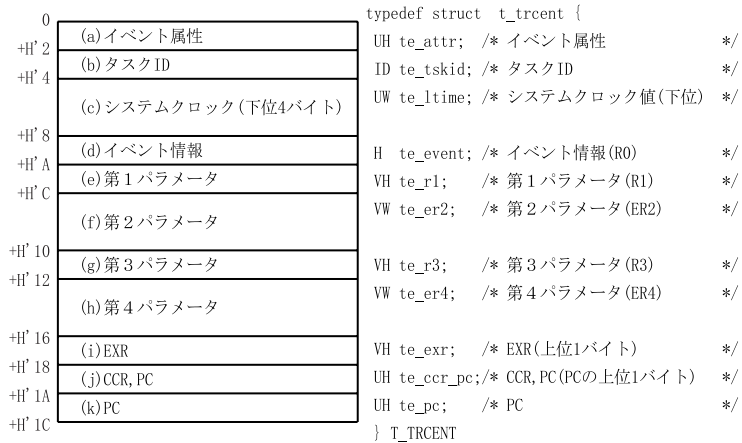 0
(a)イベント属性
+H'2
(b)タスクID
+H'4
(c)システムクロック(下位4バイト)
+H'8
(d)イベント情報
+H'A
(e)第１パラメータ
+H'C
(f)第２パラメータ
+H'10
(g)第３パラメータ
+H'12
(h)第４パラメータ
+H'16
(i)EXR
+H'18
(j)CCR,PC
+H'1A
(k)PC
+H'1C
typedef struct t_trcent {
UH te_attr; /* イベント属性 */
ID te_tskid; /* タスクID */
UW te_ltime; /* システムクロック値(下位) */
H te_event; /* イベント情報(R0) */
VH te_r1; /* 第１パラメータ(R1) */
VW te_er2; /* 第２パラメータ(ER2) */
VH te_r3; /* 第３パラメータ(R3) */
VW te_er4; /* 第４パラメータ(ER4) */
VH te_exr; /* EXR(上位1バイト) */
UH te_ccr_pc;/* CCR,PC(PCの上位1バイト) */
UH te_pc; /* PC */
} T_TRCENT